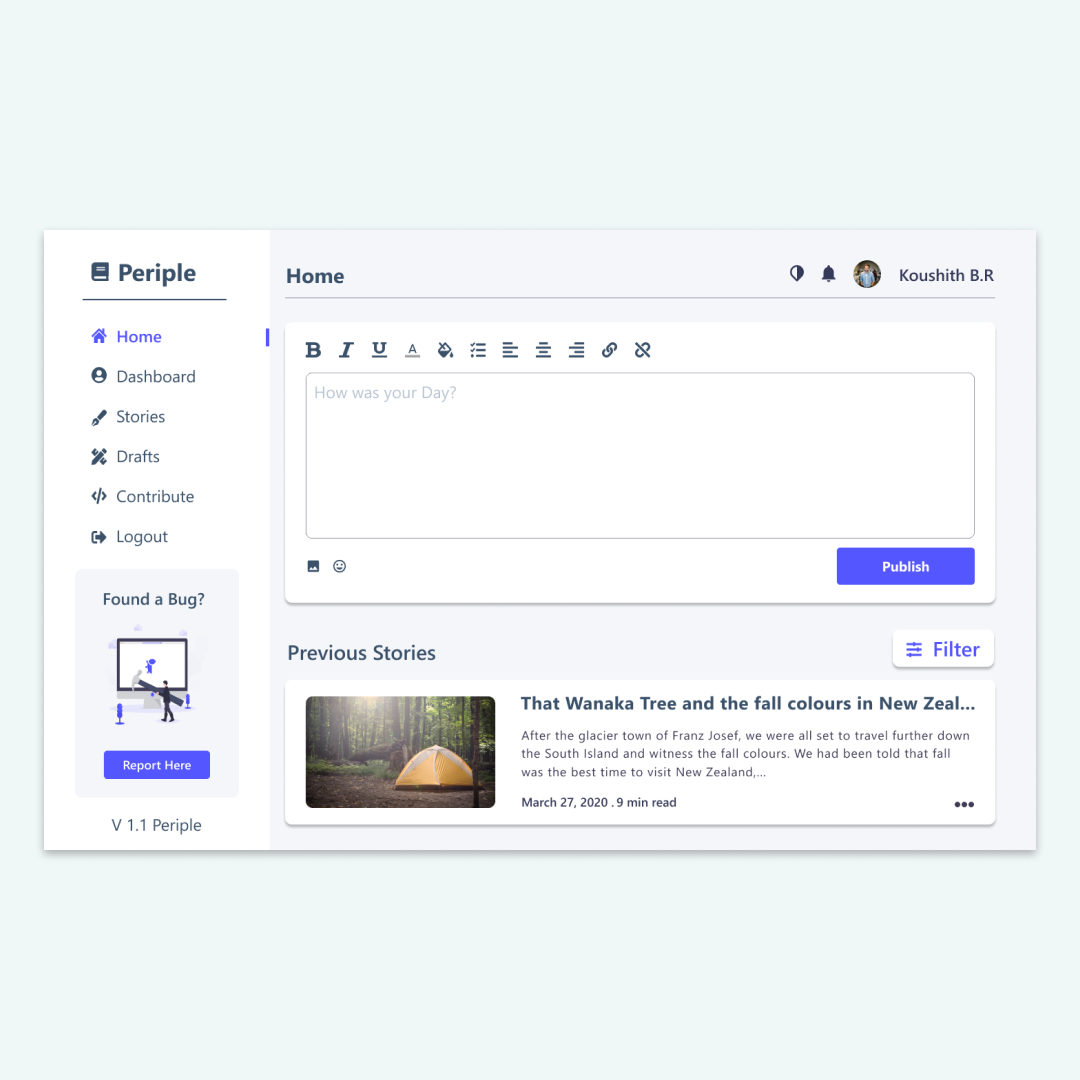 Periple
Home
Dashboard
Stories
Drafts
Contribute
Logout
Found a Bug?
Report Here
V 1.1 Periple
Home
Koushith B.R
B I U A
How was your Day?
Publish
Previous Stories
Filter
That Wanaka Tree and the fall colours in New Zeal...
After the glacier town of Franz Josef, we were all set to travel further down
the South Island and witness the fall colours. We had been told that fall
was the best time to visit New Zealand,...
March 27, 2020 . 9 min read